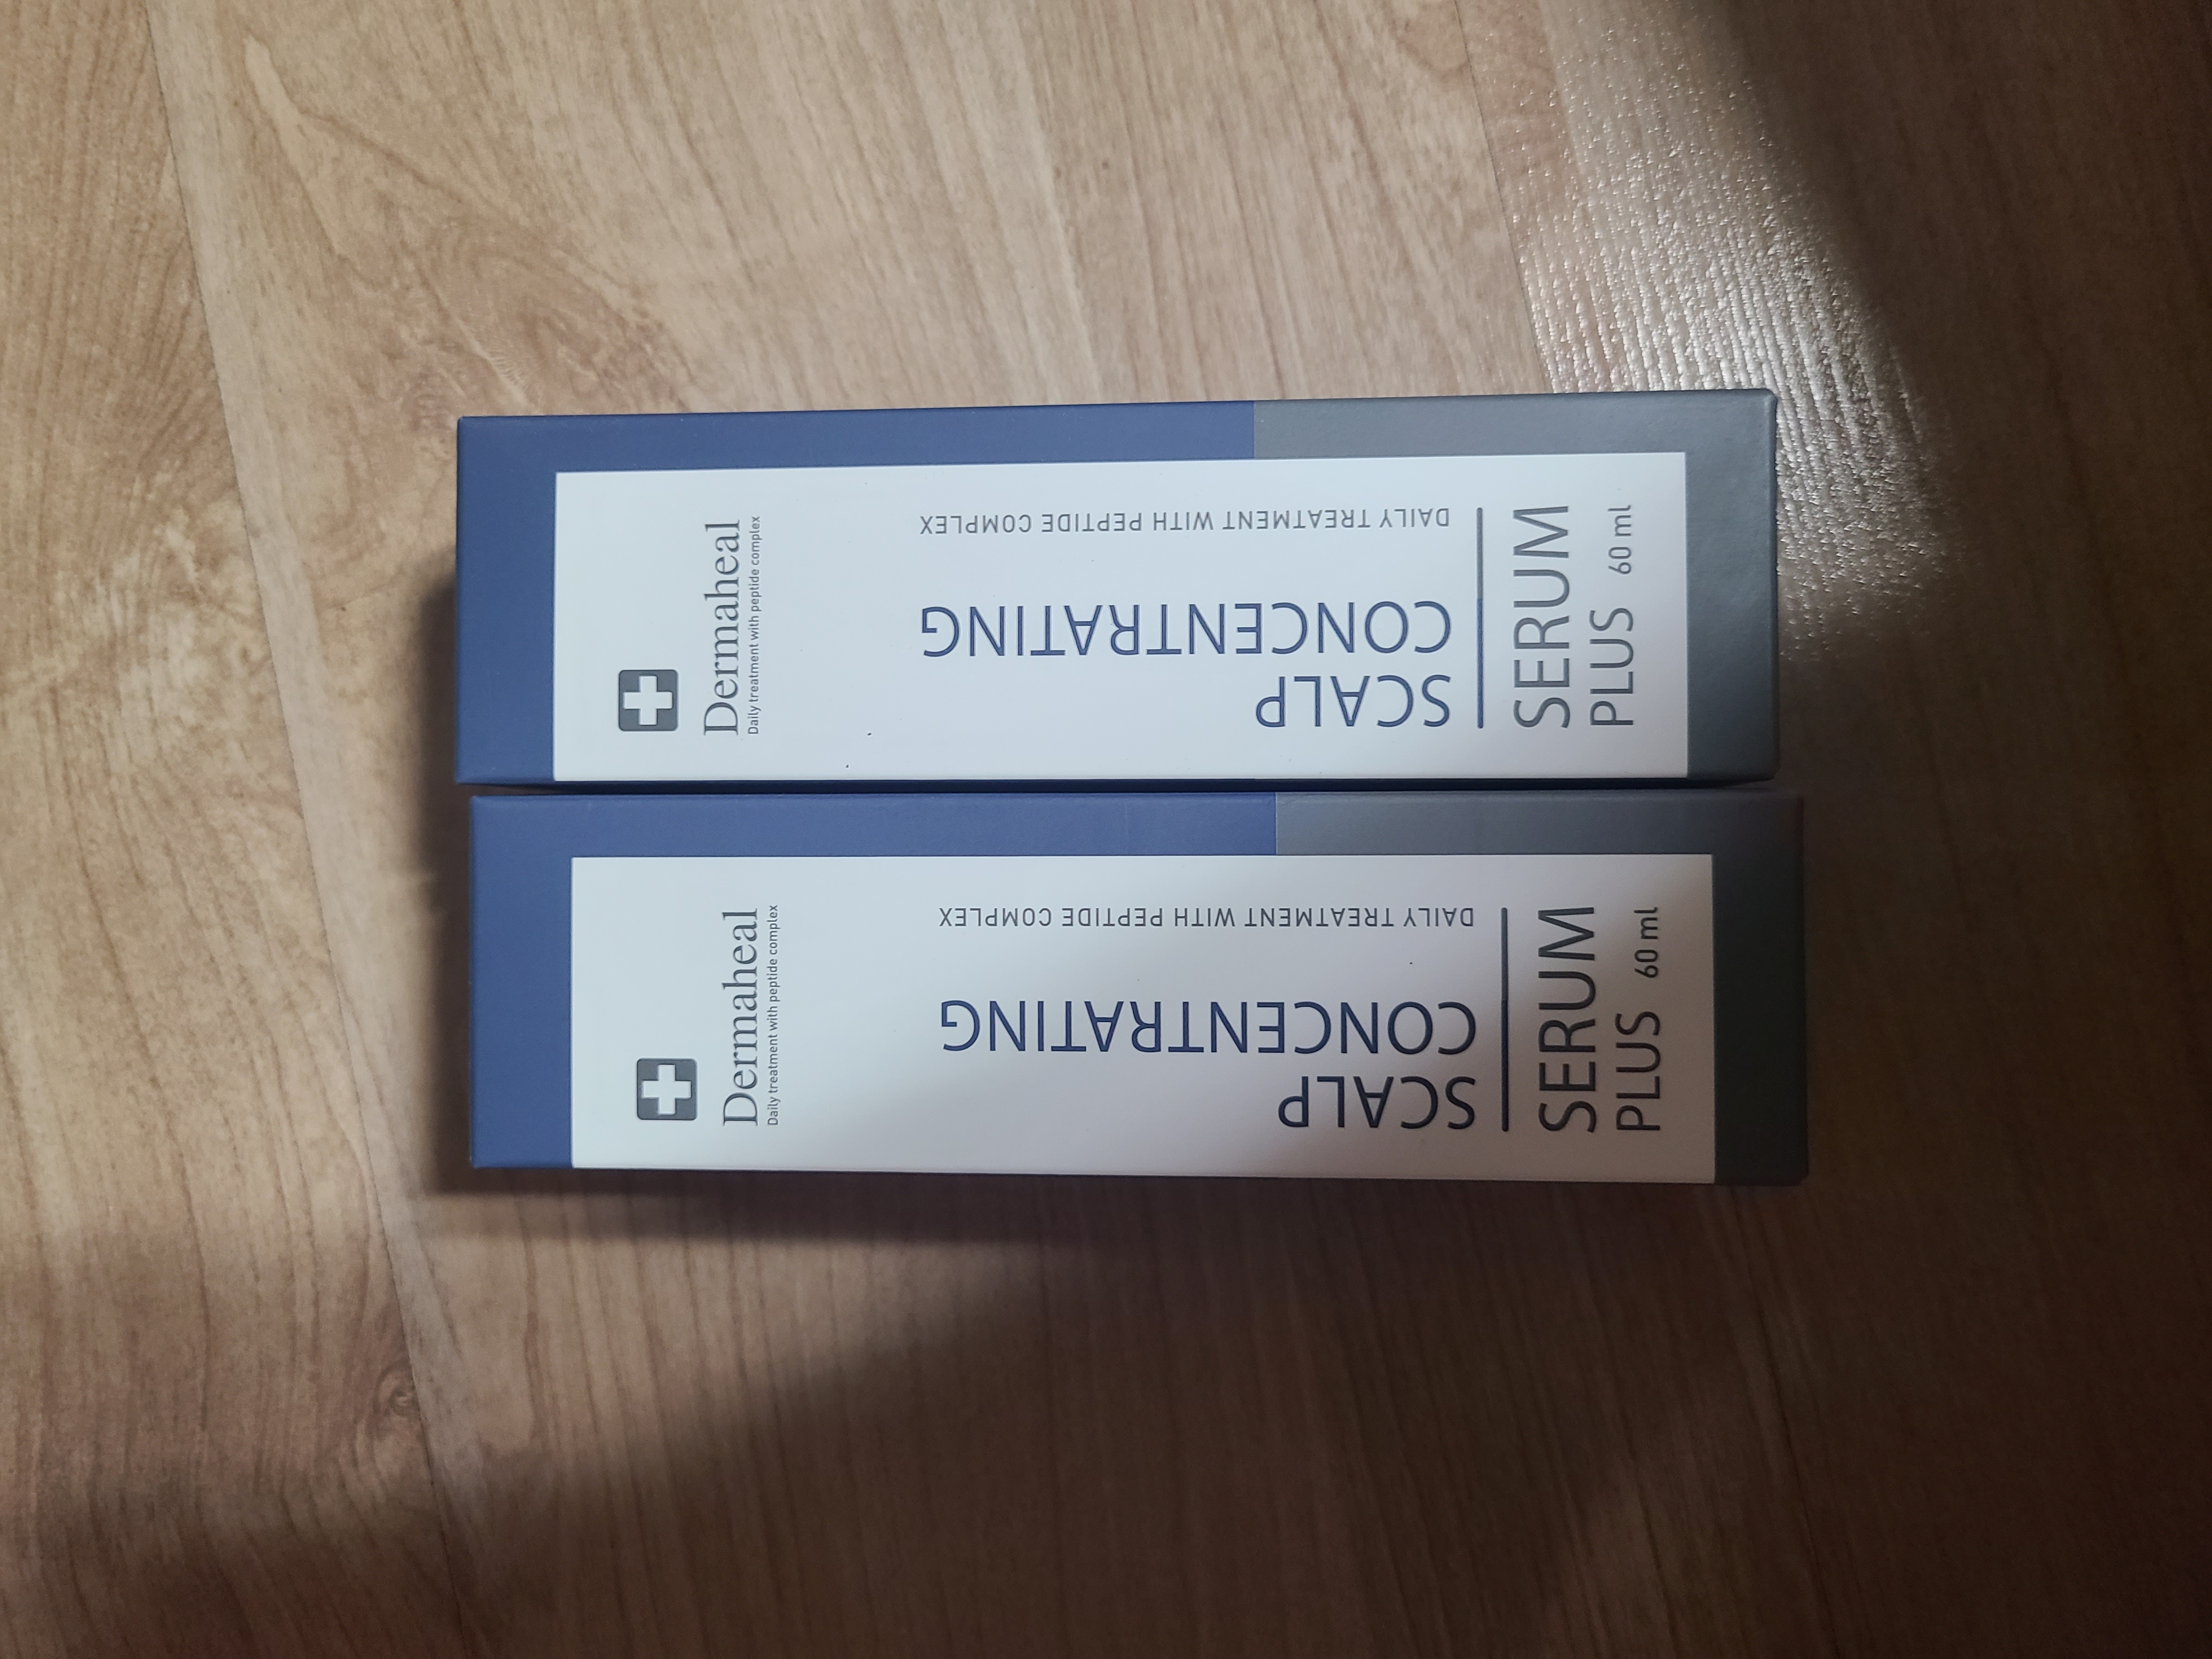 Dermaheal
Daily treatment with peptide complex
SCALP
CONCENTRATING
DAILY TREATMENT WITH PEPTIDE COMPLEX
SERUM
PLUS 60 ml
Dermaheal
Daily treatment with peptide complex
SCALP
CONCENTRATING
DAILY TREATMENT WITH PEPTIDE COMPLEX
SERUM
PLUS 60 ml